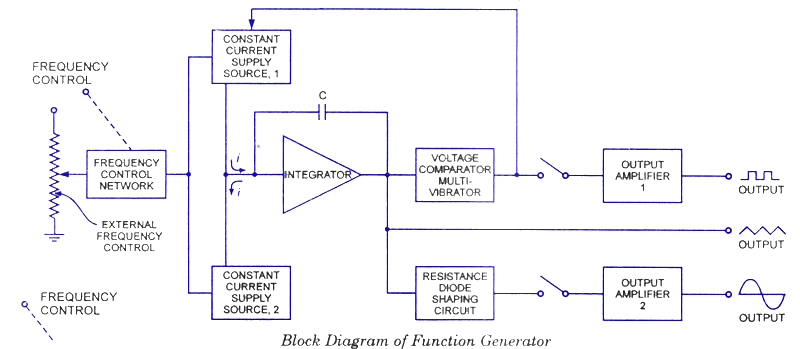 FREQUENCY
CONTROL
CONSTANT
CURRENT
SUPPLY
SOURCE, 1
C
FREQUENCY
CONTROL
NETWORK
i
i
INTEGRATOR
VOLTAGE
COMPARATOR
MULTI-
VIBRATOR
OUTPUT
AMPLIFIER
1
OUTPUT
EXTERNAL
FREQUENCY
CONTROL
OUTPUT
CONSTANT
CURRENT
SUPPLY
SOURCE, 2
RESISTANCE
DIODE
SHAPING
CIRCUIT
OUTPUT
AMPLIFIER
2
OUTPUT
FREQUENCY
CONTROL
Block Diagram of Function Generator